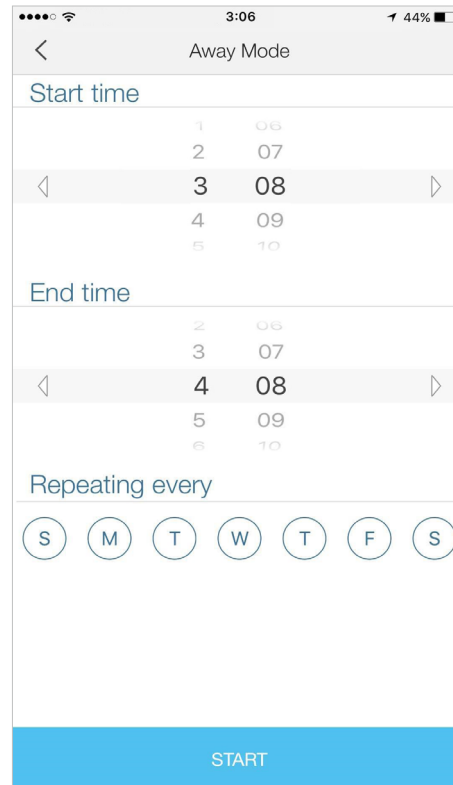 3:06 44%
Away Mode
Start time
1 06
2 07
3 08
4 09
5 10
End time
2 06
3 07
4 08
5 09
6 10
Repeating every
S M T W T F S
START